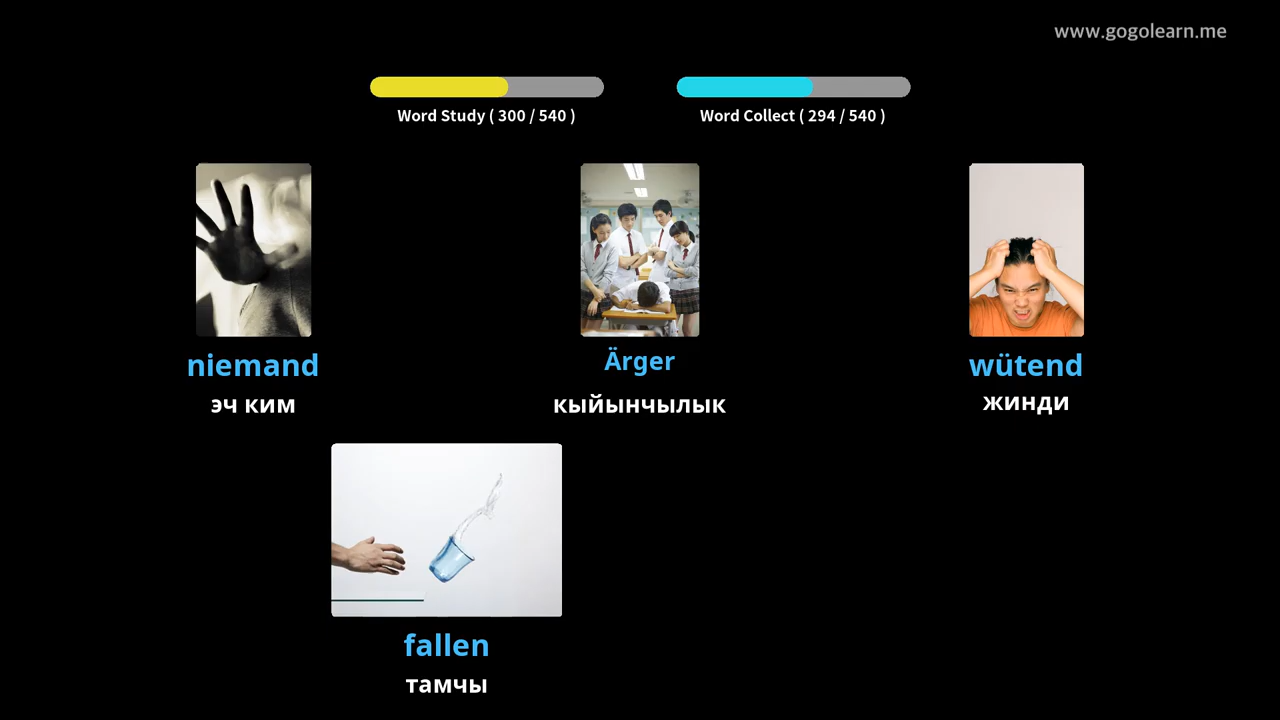 www.gogolearn.me
Word Study ( 300 / 540 )
Word Collect ( 294 / 540 )
niemand
эч ким
Ärger
кыйынчылык
wütend
жинди
fallen
тамчы